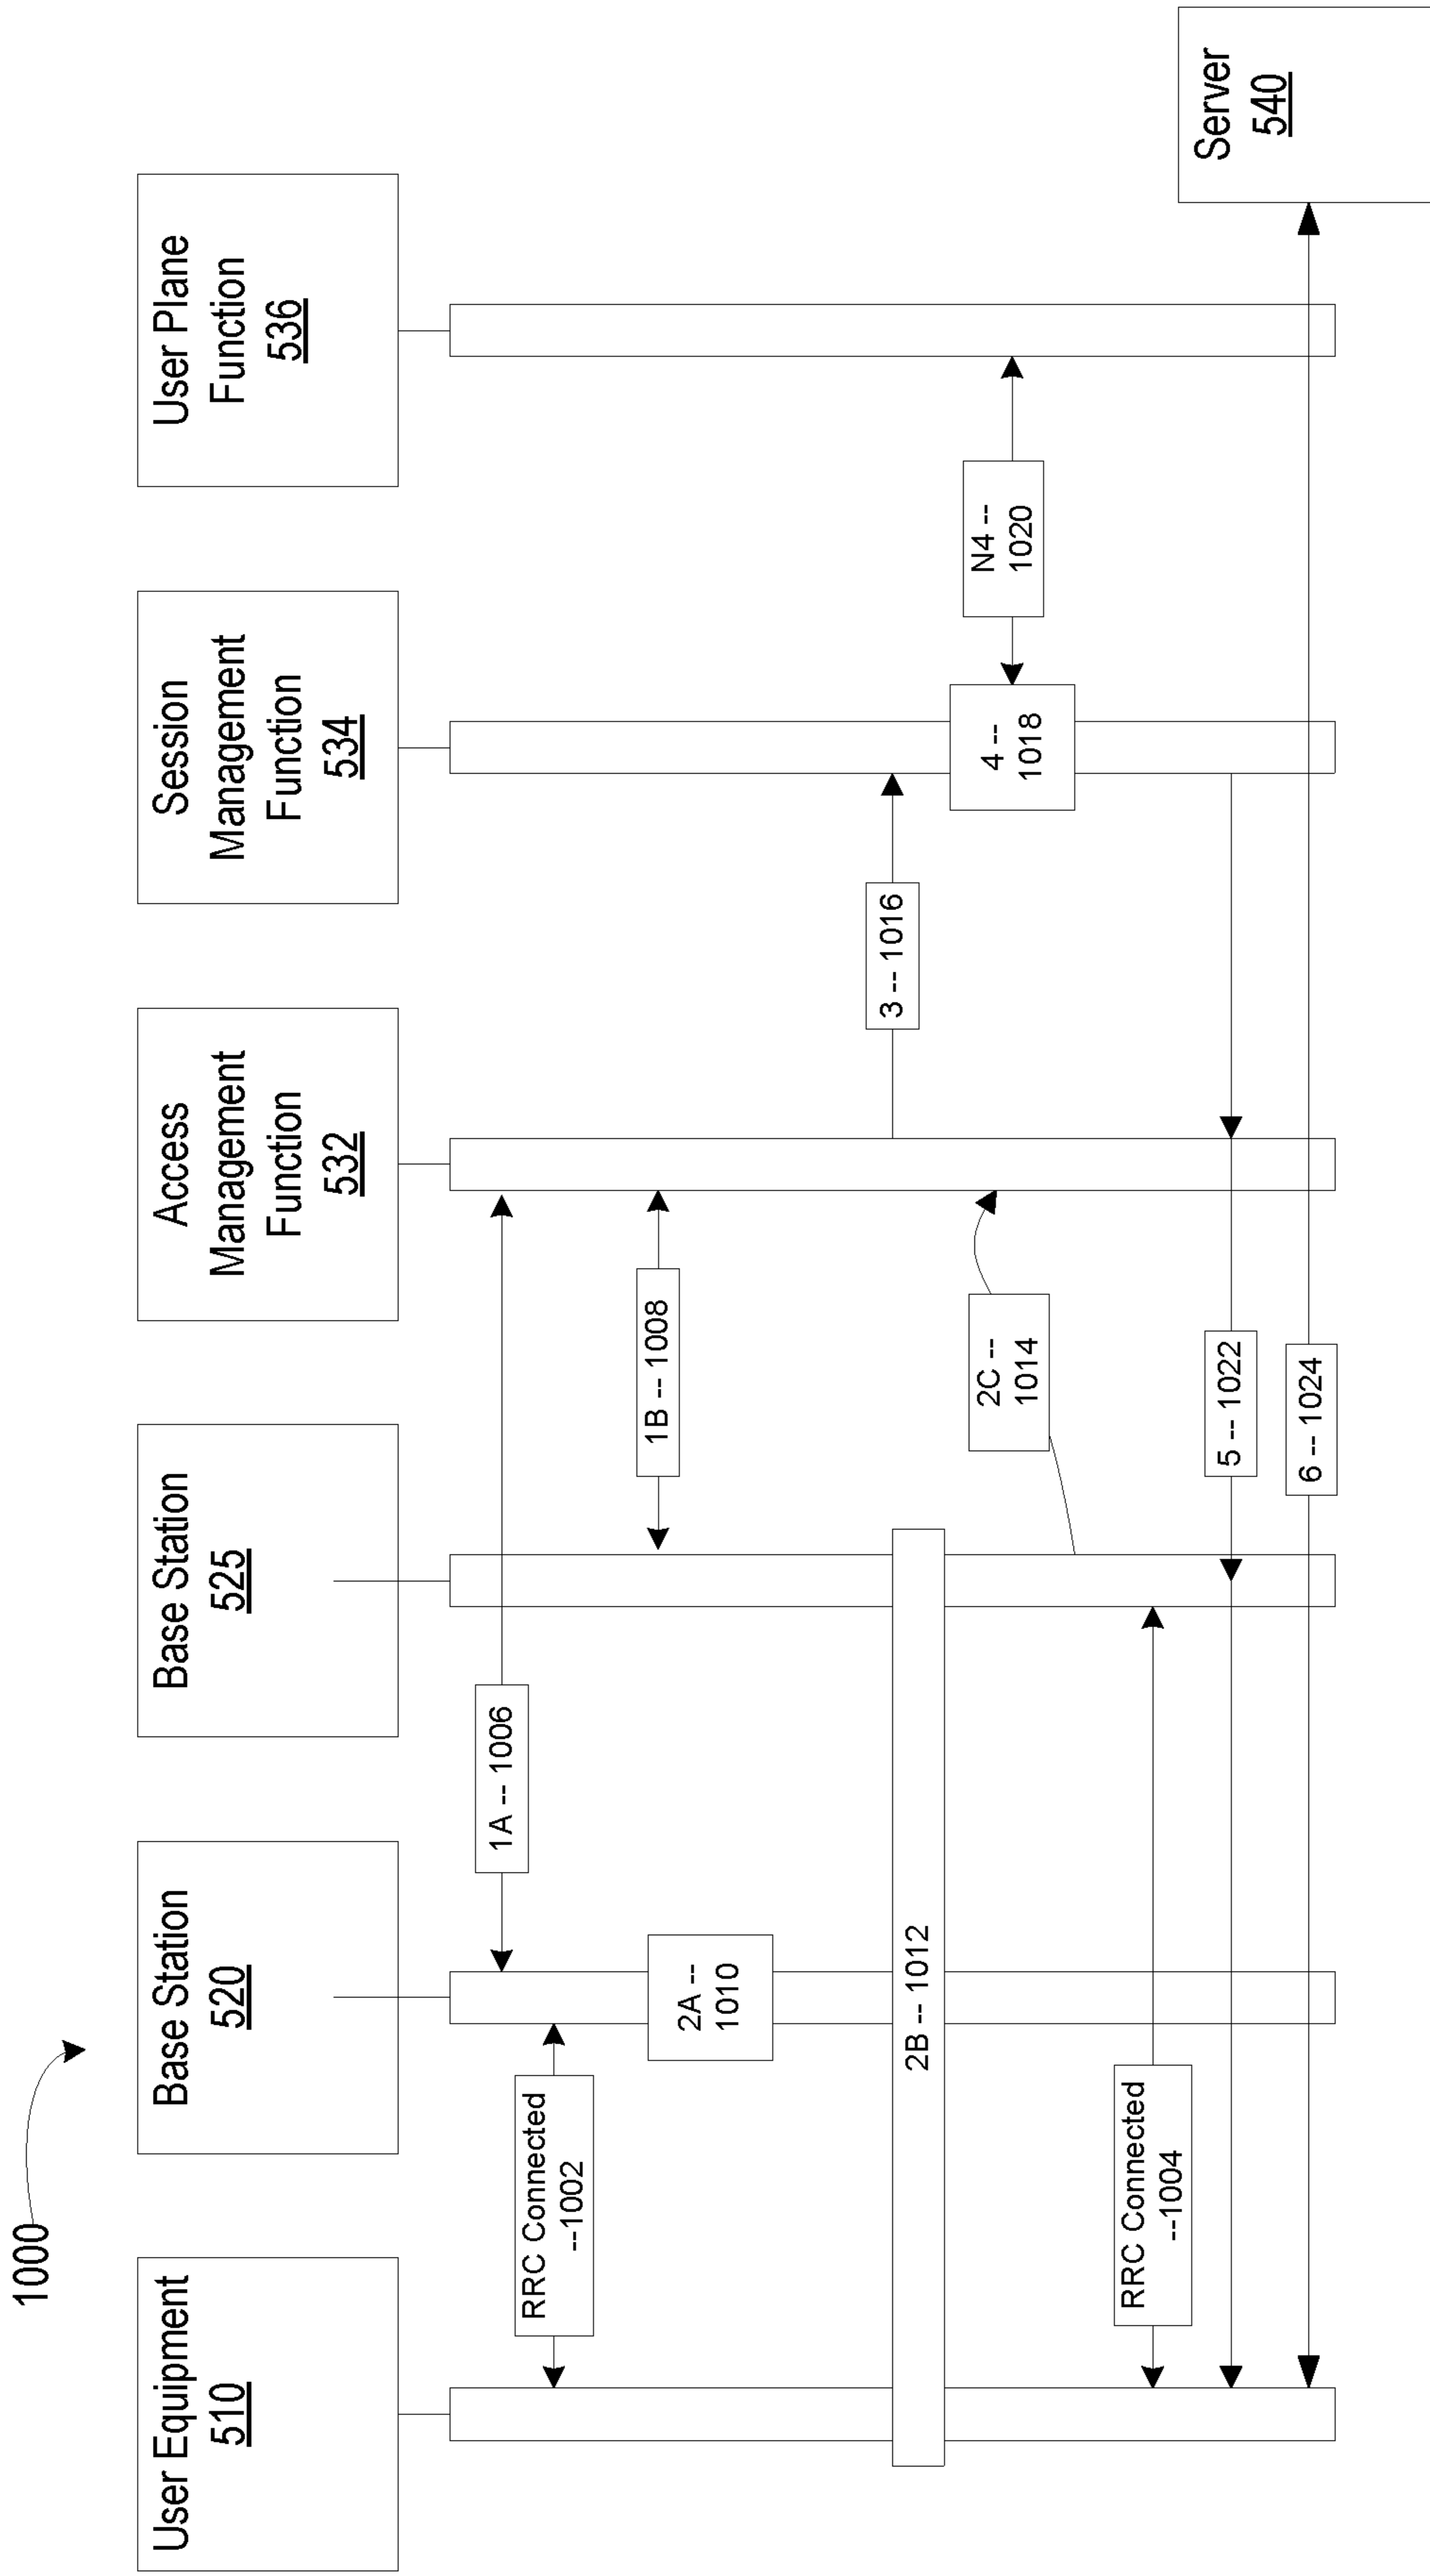 1000
User Equipment
510
Base Station
520
Base Station
525
Access
Management
Function
532
Session
Management
Function
534
User Plane
Function
536
1A -- 1006
RRC Connected
--1002
1B -- 1008
2A --
1010
3 -- 1016
2B -- 1012
2C --
1014
4 --
1018
N4 --
1020
RRC Connected
--1004
5 -- 1022
6 -- 1024
Server
540